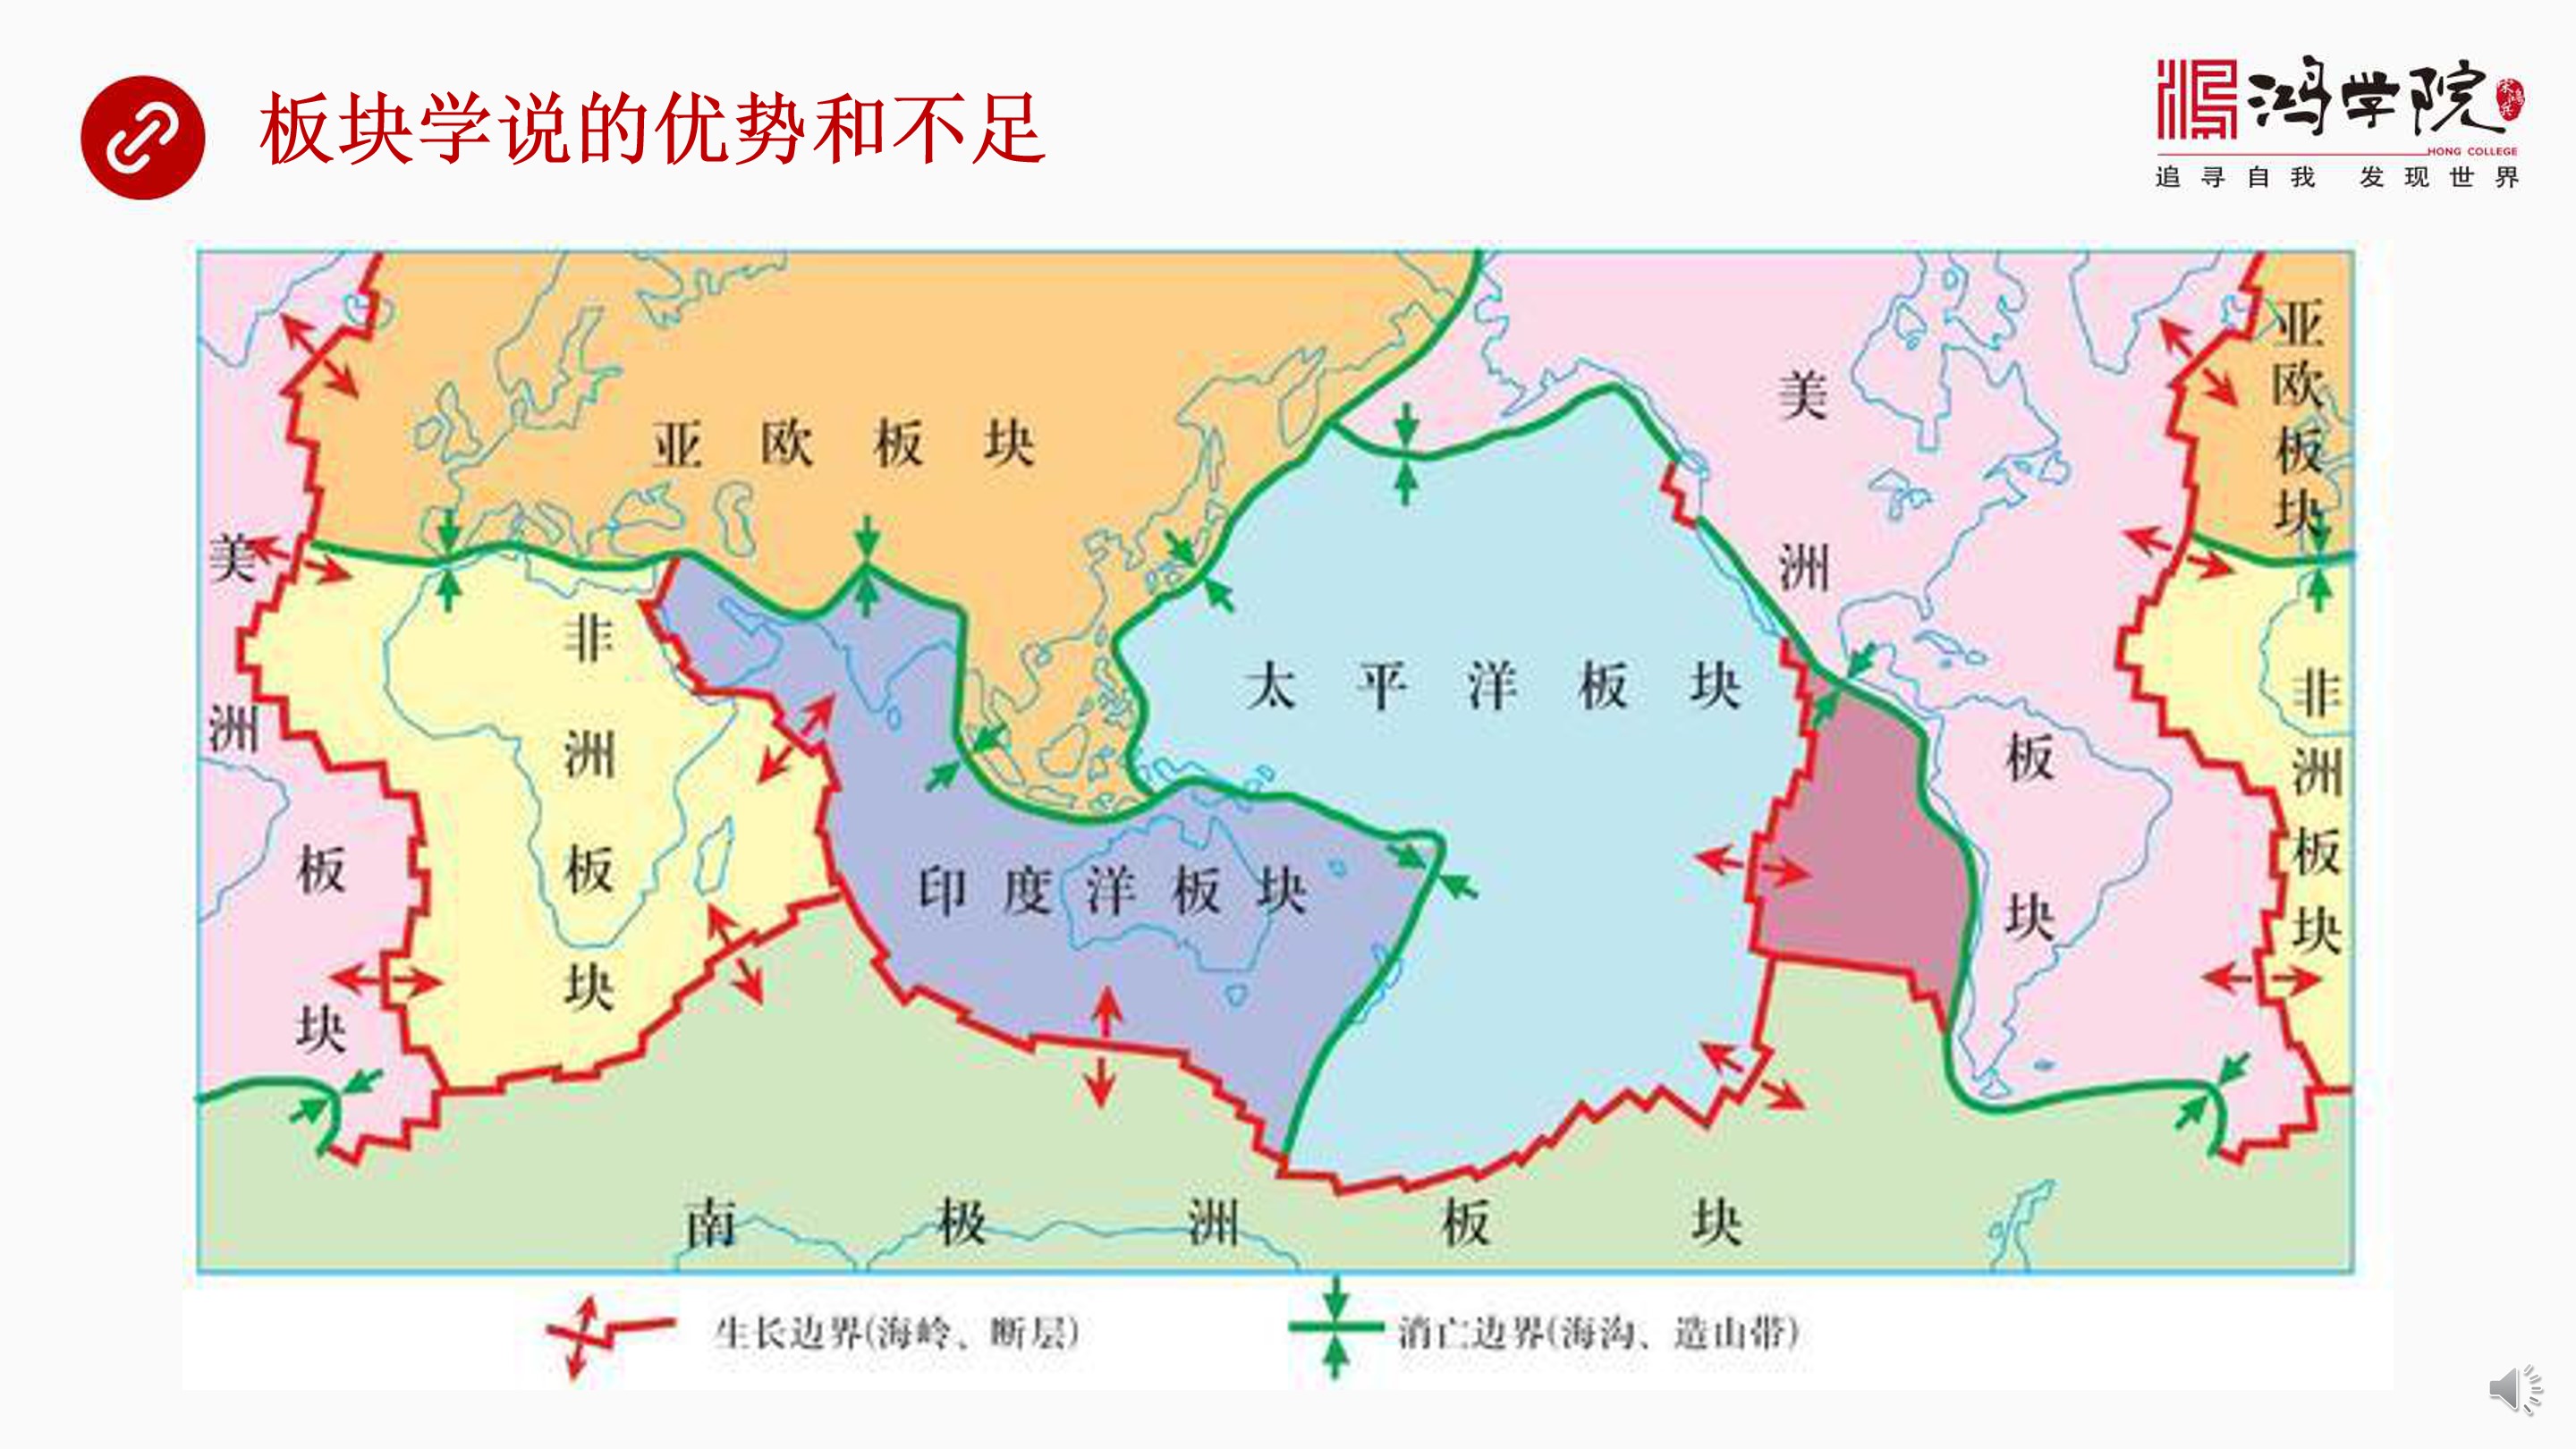 板块学说的优势和不足
鸿学院
HONG COLLEGE
追寻自我 发现世界
亚欧板块
美洲板块
非洲板块
印度洋板块
太平洋板块
美洲板块
亚欧板块
非洲板块
南极洲板块
生长边界(海岭、断层)
消亡边界(海沟、造山带)